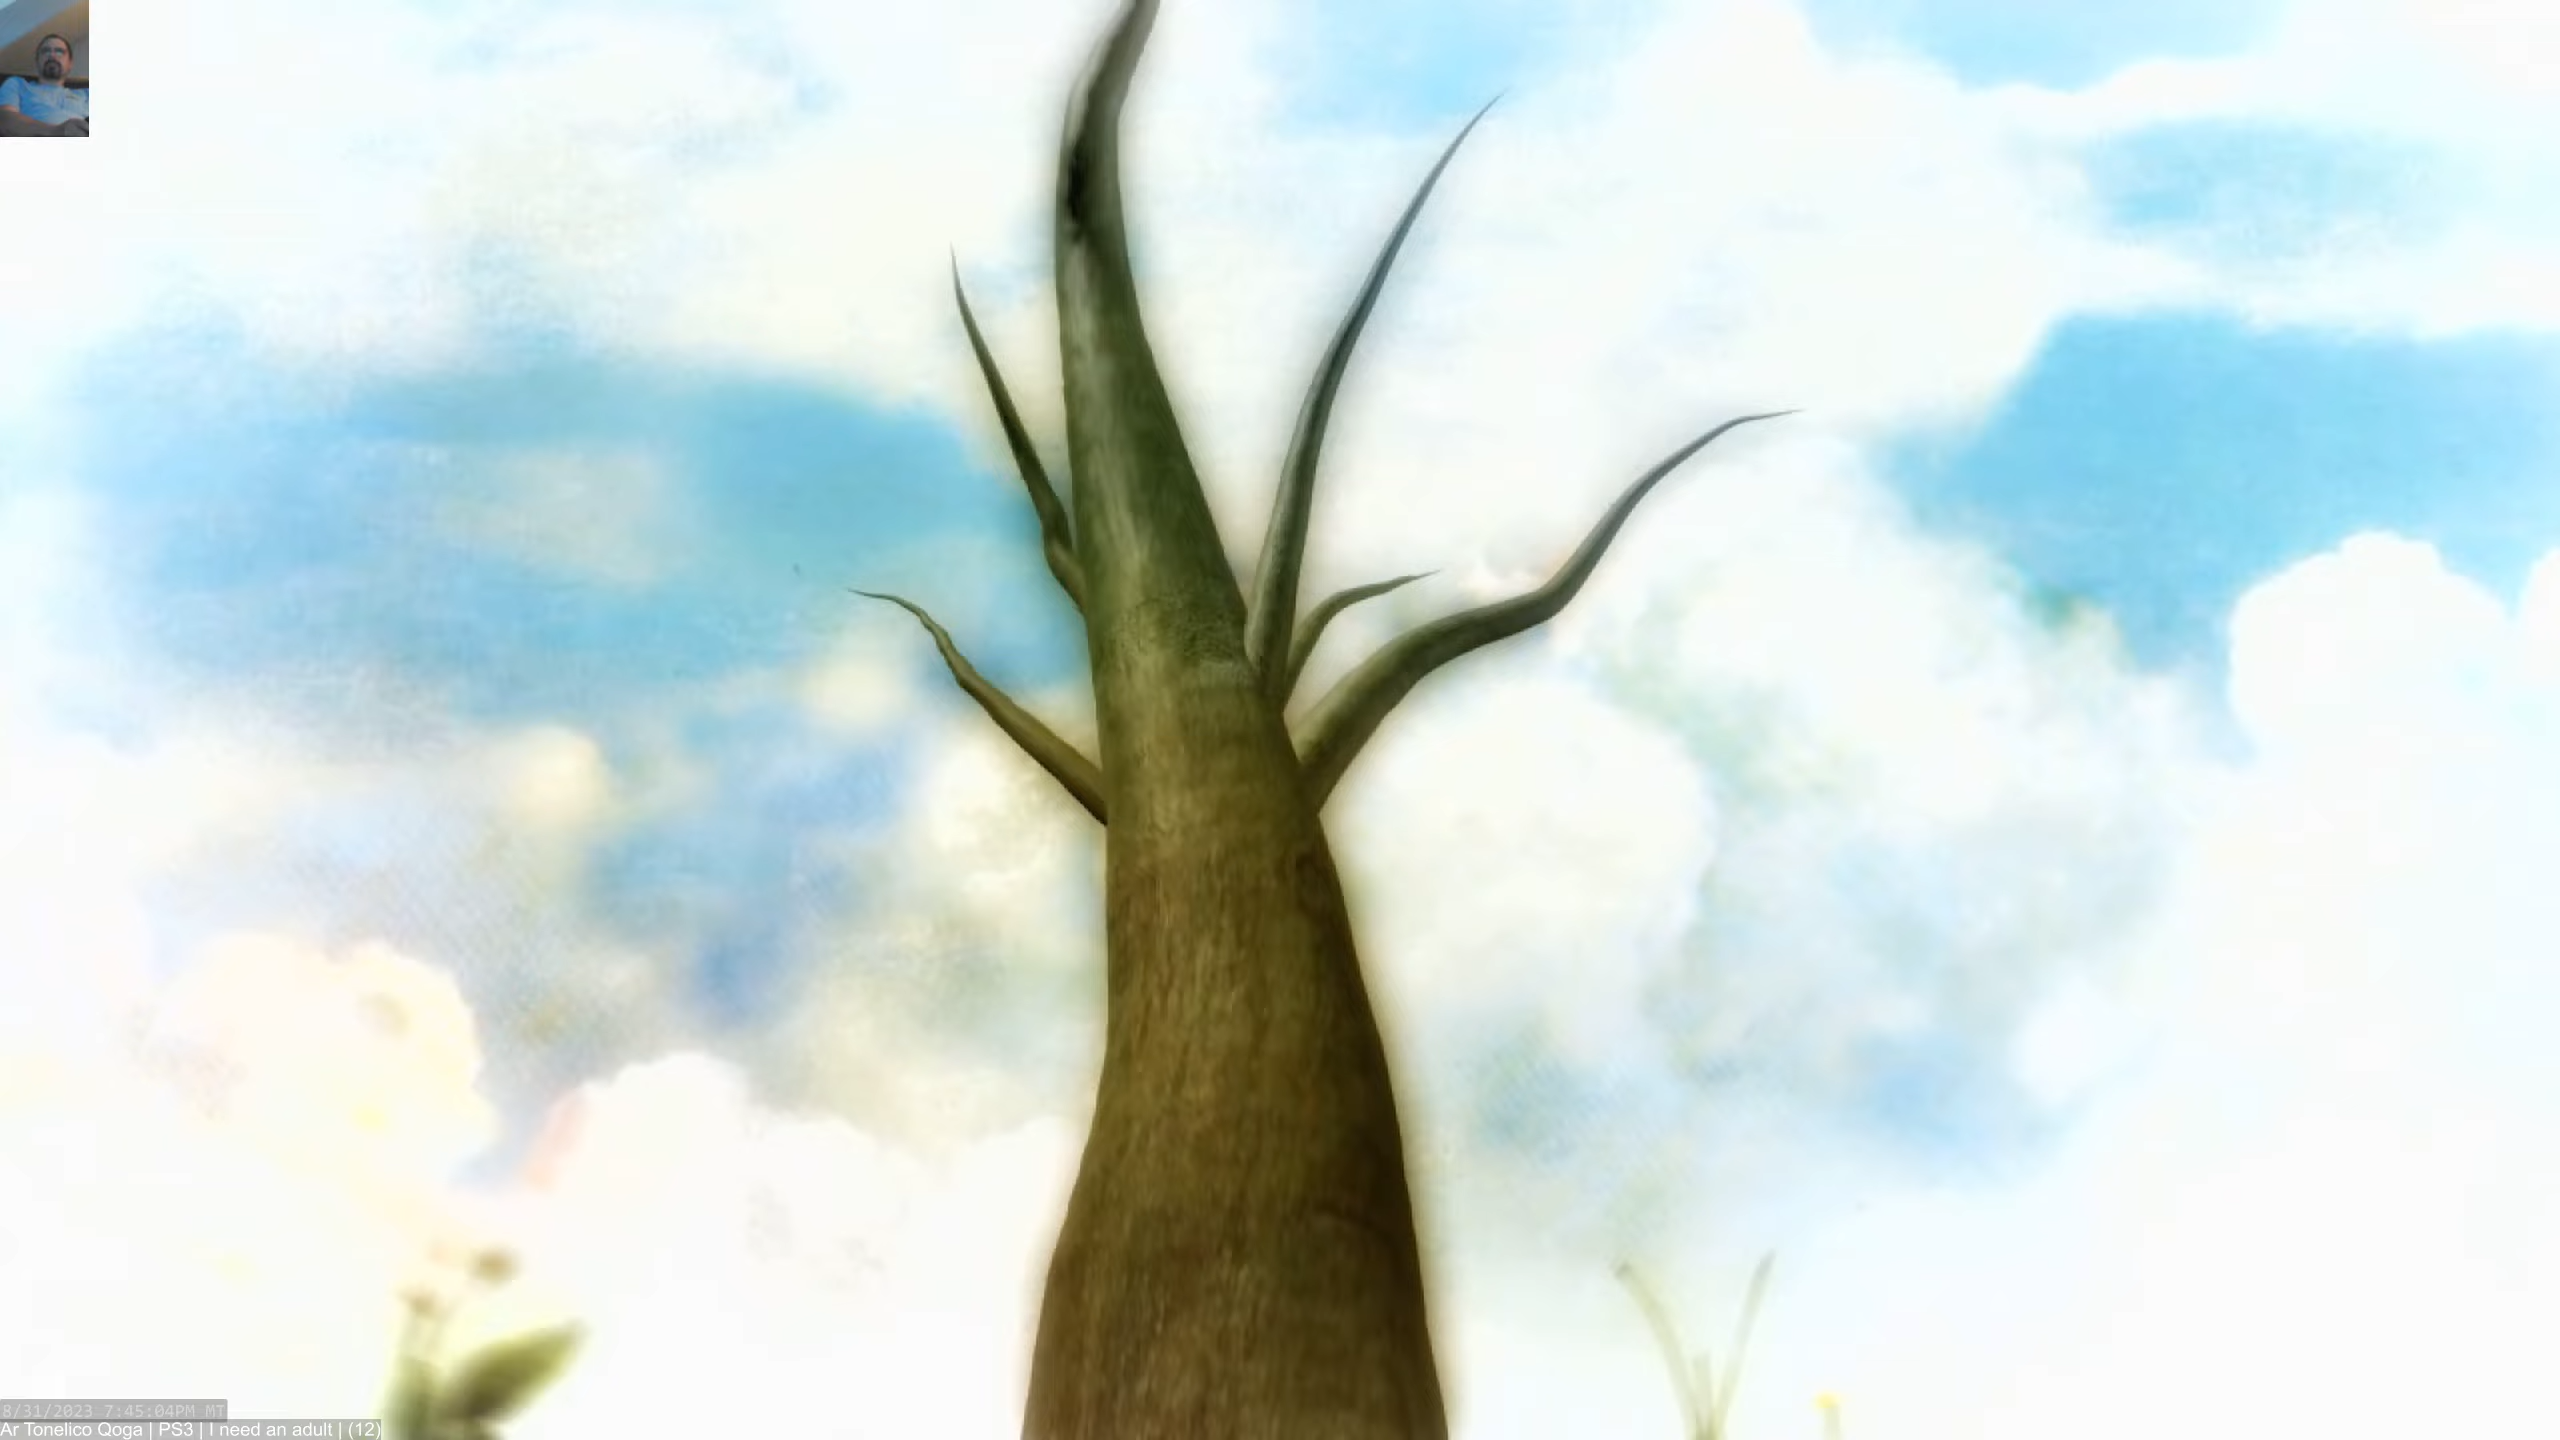 8/31/2023 7:45:04PM MT
Ar Tonelico Qoga | PS3 | I need an adult | (12)